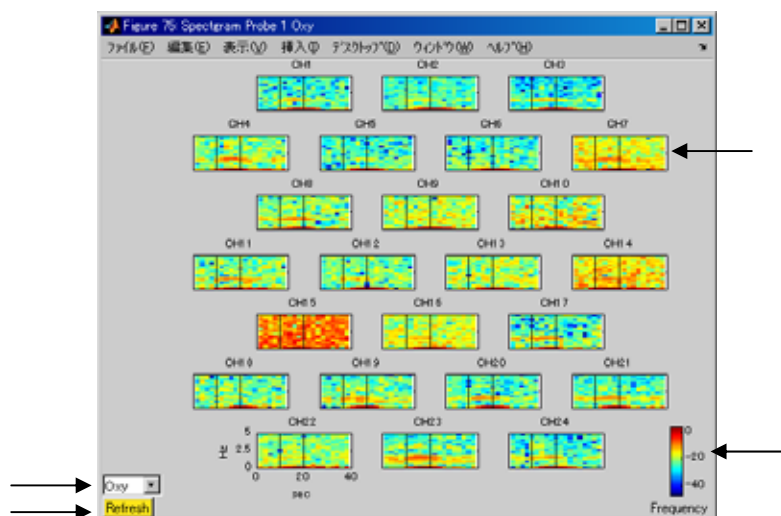 Figure 75: Spectgram Probe 1 Oxy
ファイル(F) 編集(E) 表示(V) 挿入(I) デスクトップ(D) ウィンドウ(W) ヘルプ(H)
CH1 CH2 CH3
CH4 CH5 CH6 CH7
CH8 CH9 CH10
CH11 CH12 CH13 CH14
CH15 CH16 CH17
CH18 CH19 CH20 CH21
CH22 CH23 CH24
5
2.5
0
Hz
0 20 40
sec
0
-20
-40
Frequency
Oxy
Refresh